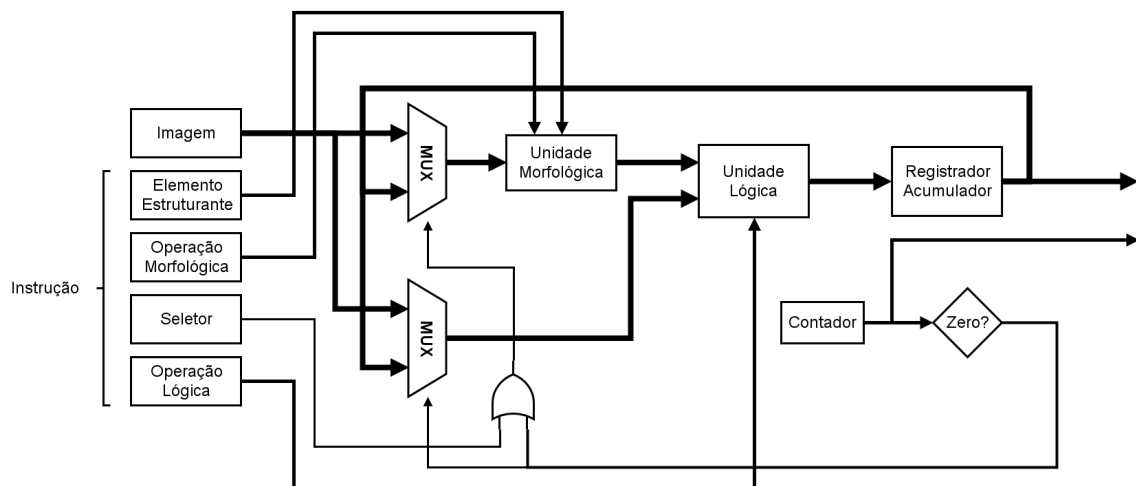 Imagem
Elemento
Estruturante
Operação
Morfológica
Instrução
Seletor
Operação
Lógica
MUX
MUX
Unidade
Morfológica
Unidade
Lógica
Registrador
Acumulador
Contador
Zero?